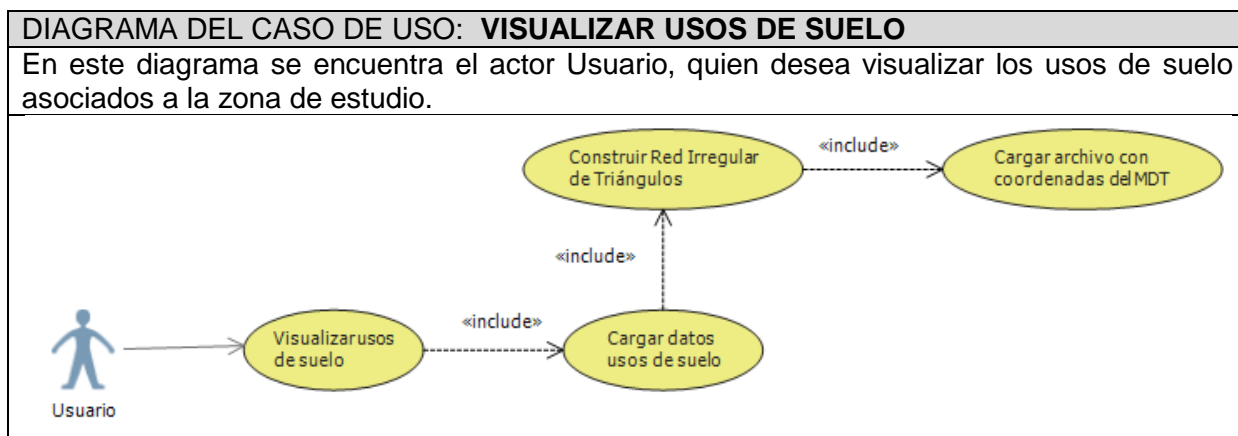 DIAGRAMA DEL CASO DE USO: VISUALIZAR USOS DE SUELO
En este diagrama se encuentra el actor Usuario, quien desea visualizar los usos de suelo
asociados a la zona de estudio.
Construir Red Irregular
de Triángulos
«include»
Cargar archivo con
coordenadas del MDT
«include»
Visualizar usos
de suelo
«include»
Cargar datos
usos de suelo
Usuario